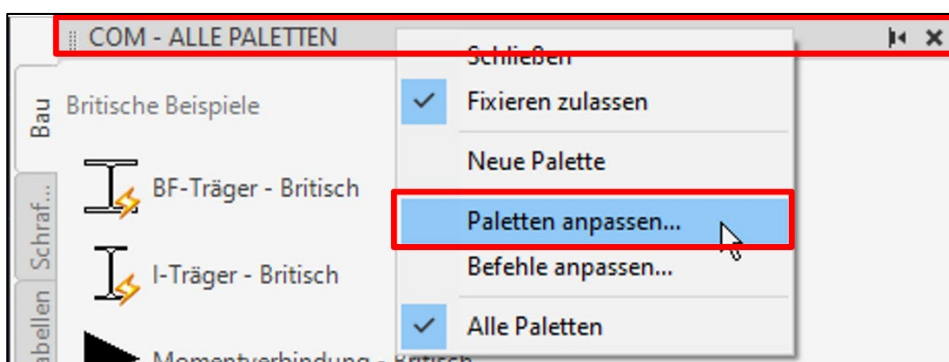 COM - ALLE PALETTEN
Schließen
Bau
Britische Beispiele
Fixieren zulassen
Neue Palette
BF-Träger - Britisch
Paletten anpassen...
Schraf...
I-Träger - Britisch
Befehle anpassen...
Alle Paletten
Momentverbindung - Britisch